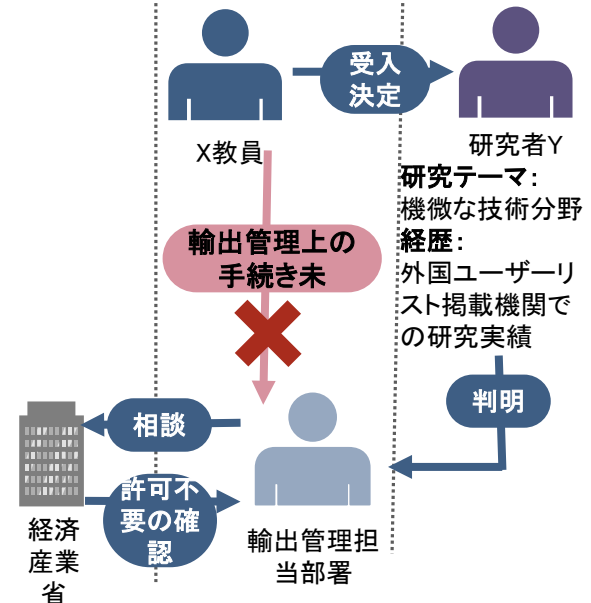 受入
決定
X教員
研究者Y
研究テーマ：
機微な技術分野
経歴：
外国ユーザーリ
スト掲載機関で
の研究実績
輸出管理上の
手続き未
判明
相談
許可不
要の確
認
経済
産業
省
輸出管理担
当部署